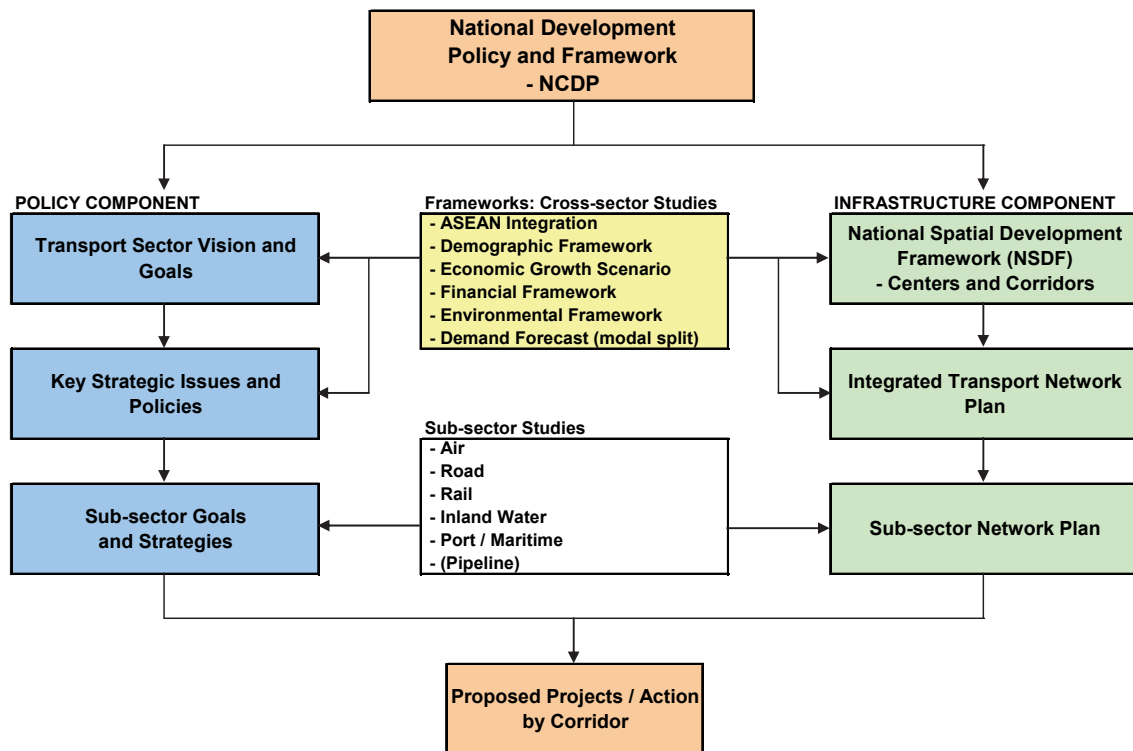 National Development
Policy and Framework
- NCDP
POLICY COMPONENT
Transport Sector Vision and
Goals
Key Strategic Issues and
Policies
Sub-sector Goals
and Strategies
Frameworks: Cross-sector Studies
- ASEAN Integration
- Demographic Framework
- Economic Growth Scenario
- Financial Framework
- Environmental Framework
- Demand Forecast (modal split)
Sub-sector Studies
- Air
- Road
- Rail
- Inland Water
- Port / Maritime
- (Pipeline)
INFRASTRUCTURE COMPONENT
National Spatial Development
Framework (NSDF)
- Centers and Corridors
Integrated Transport Network
Plan
Sub-sector Network Plan
Proposed Projects / Action
by Corridor